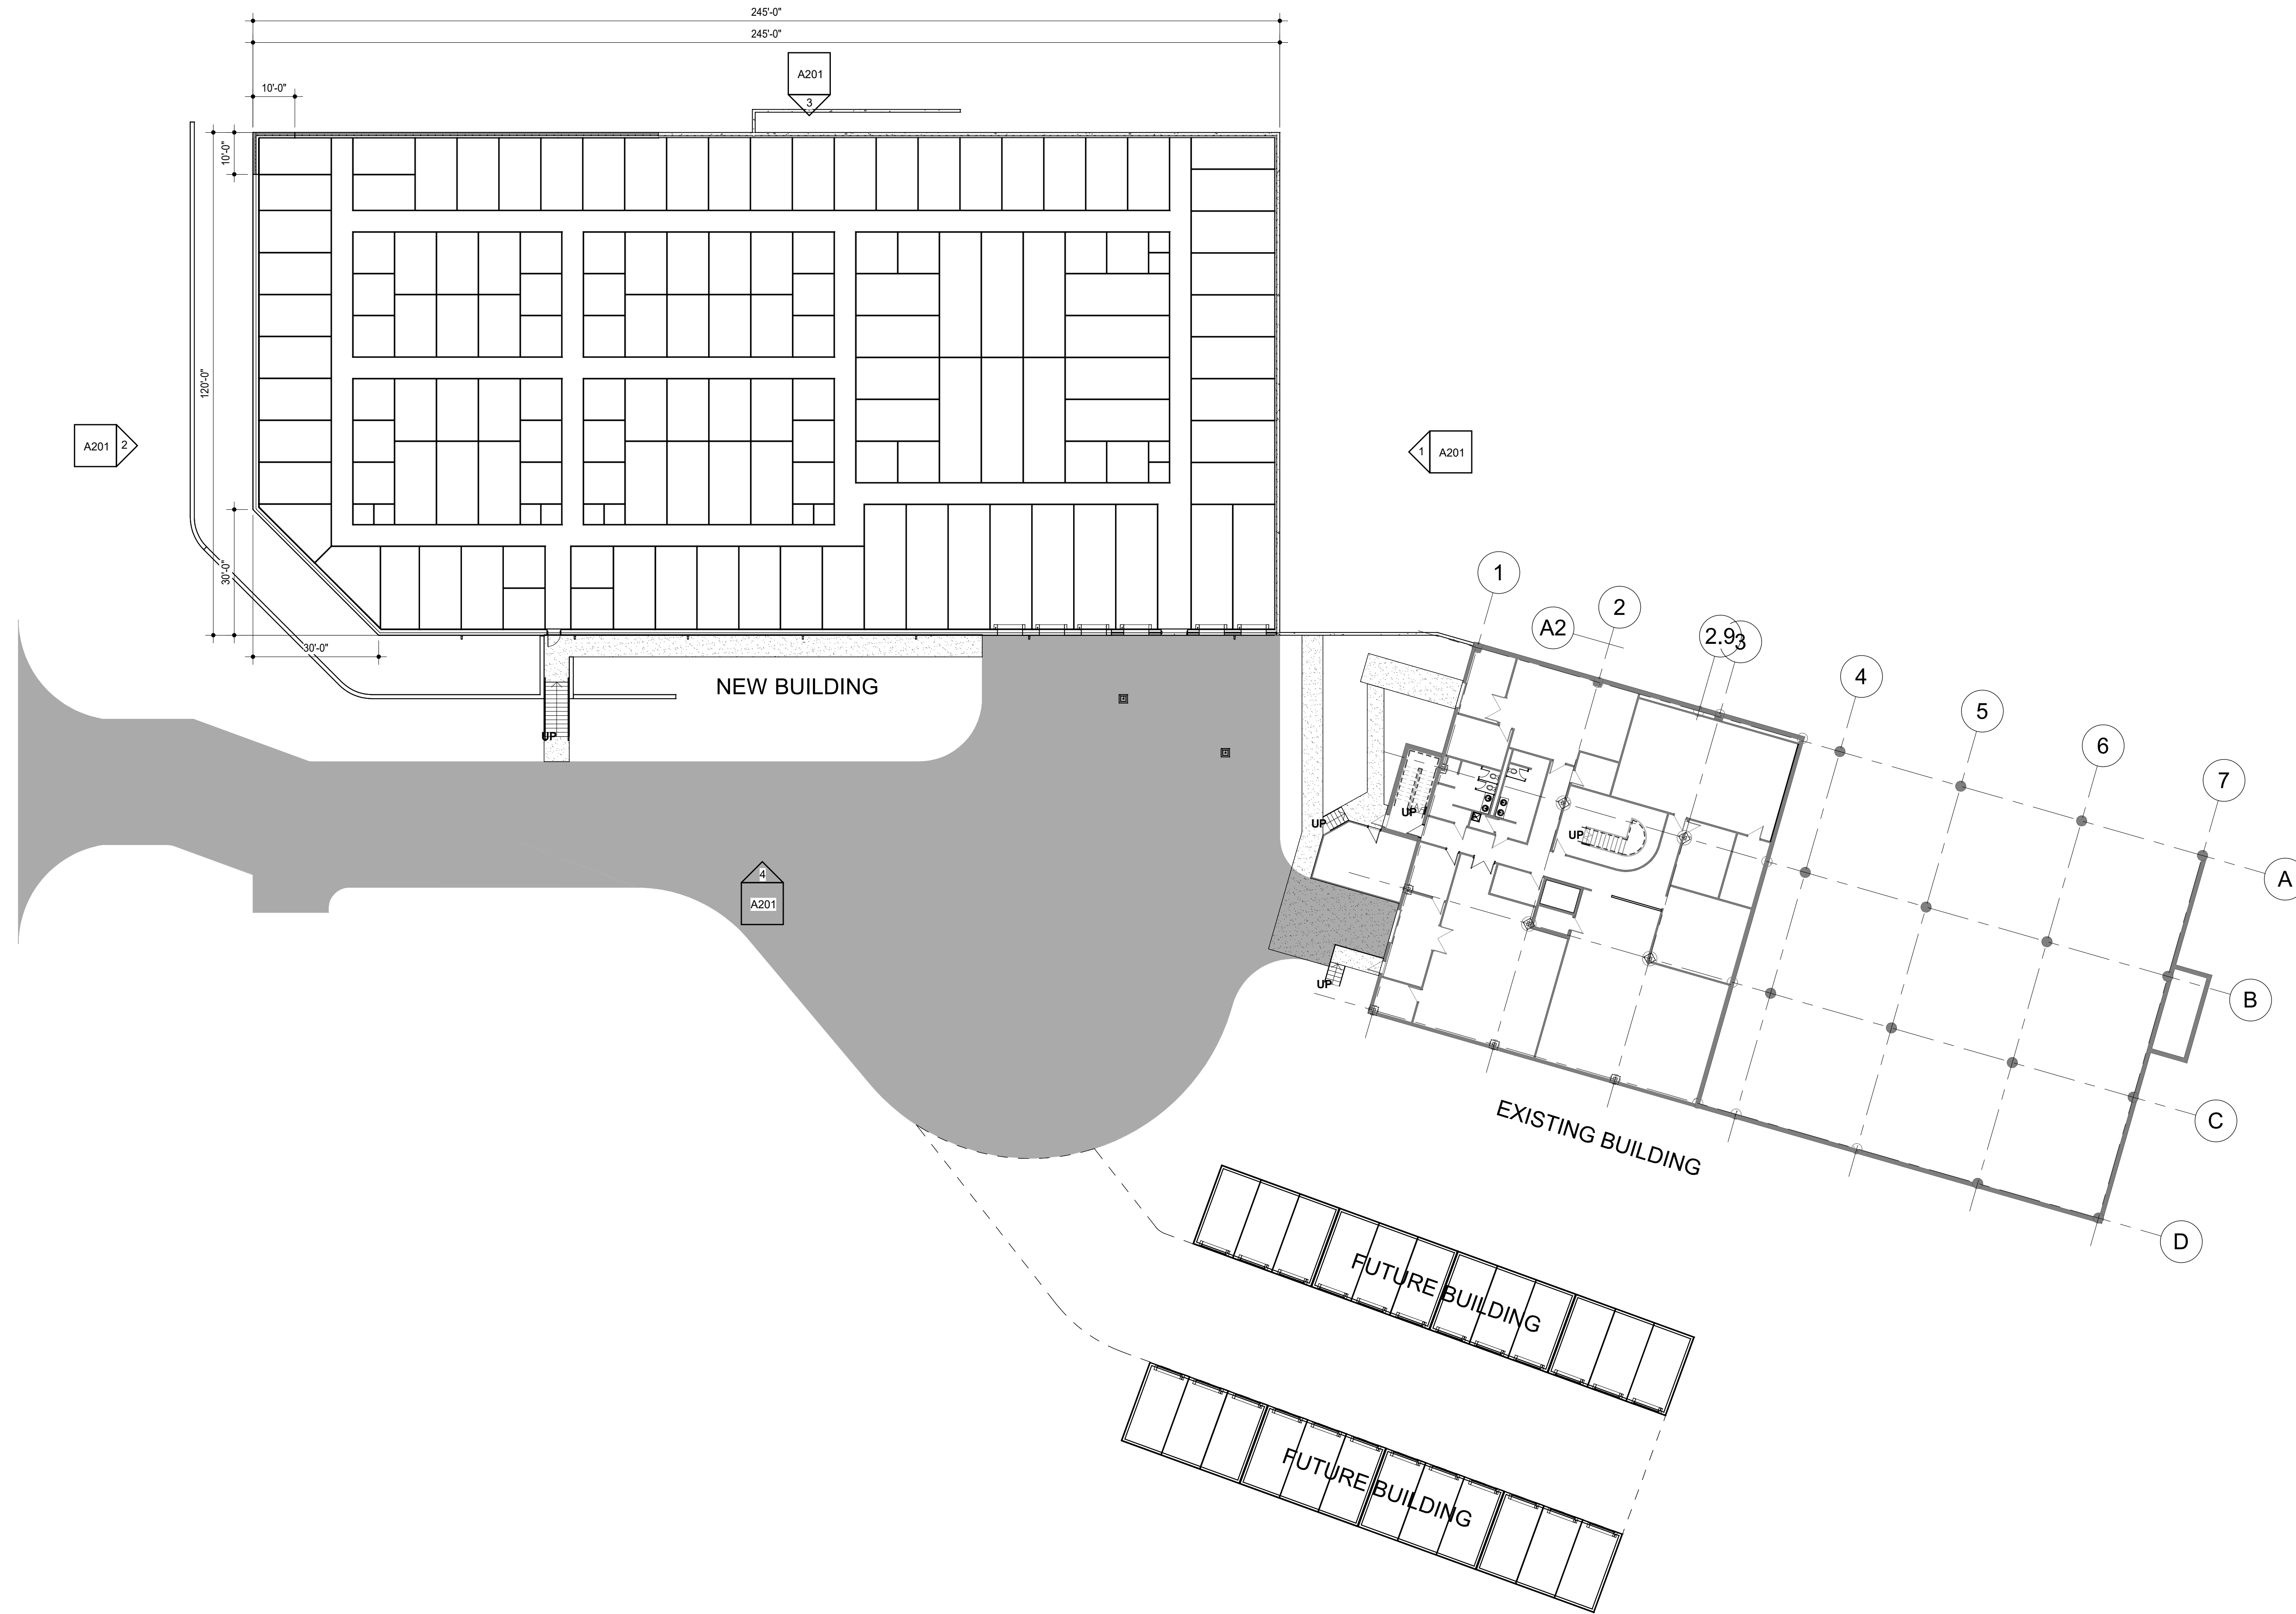 245'-0"
245'-0"
A201
3
10'-0"
10'-0"
120'-0"
A201
2
1
A201
30'-0"
30'-0"
NEW BUILDING
UP
4
A201
1
2
A2
2.9
3
4
5
6
7
A
B
C
D
UP
UP
UP
UP
EXISTING BUILDING
FUTURE BUILDING
FUTURE BUILDING